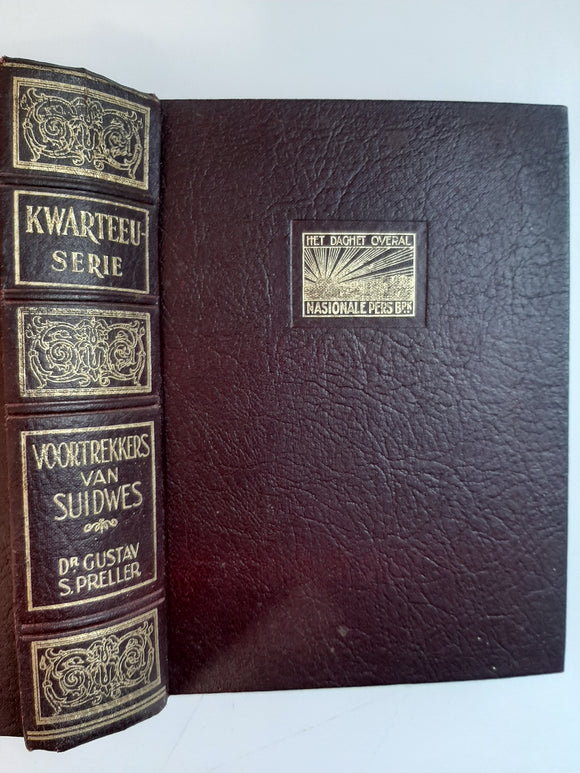 KWARTEEU-
SERIE
VOORTREKKERS
VAN
SUIDWES
DR GUSTAV
S. PRELLER
HET DAGHET OVERAL
NASIONALE PERS BPK